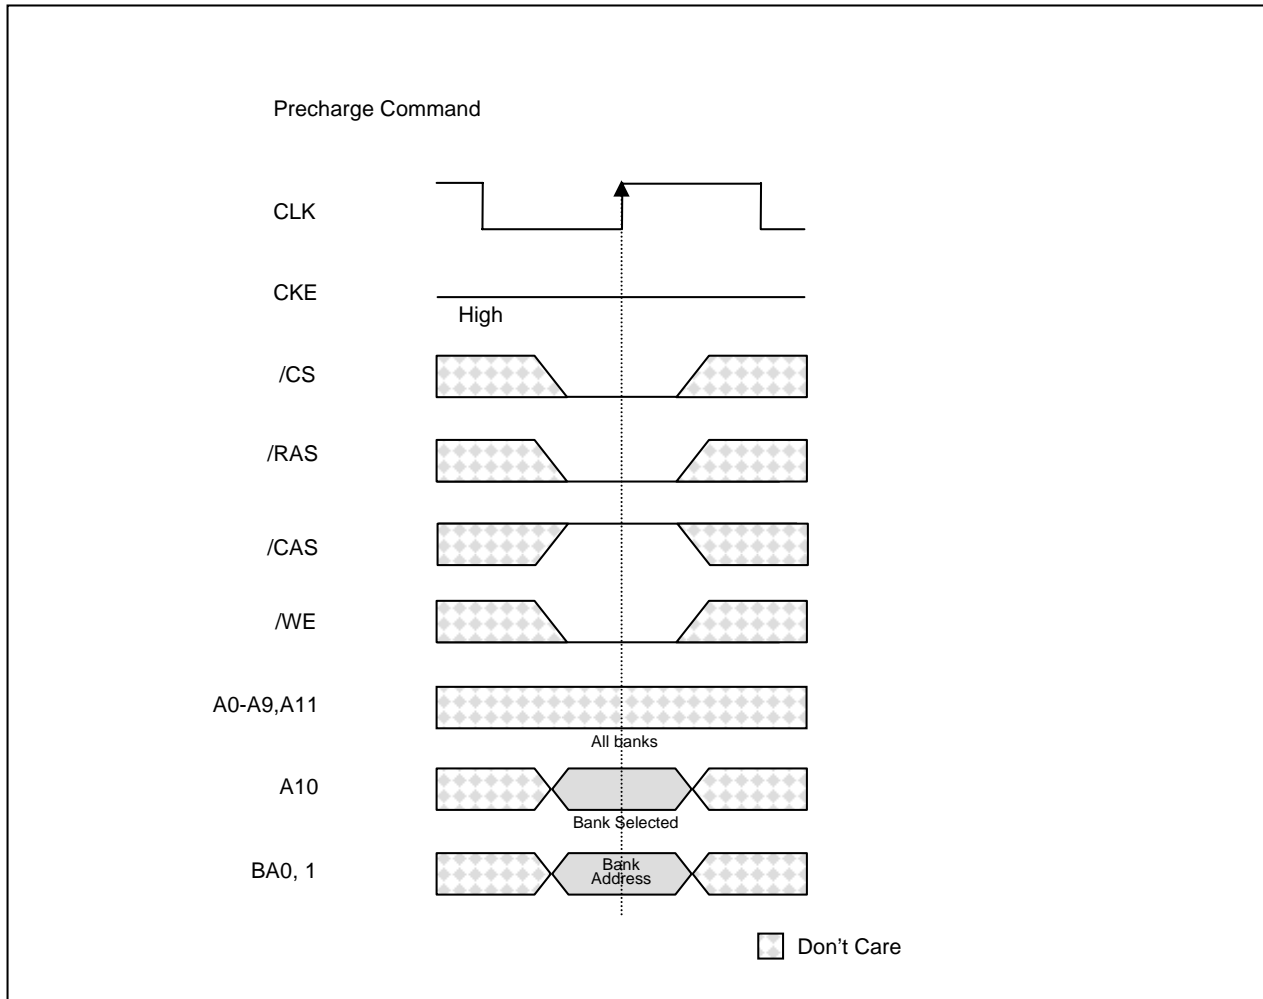 Precharge Command
CLK
CKE
High
/CS
/RAS
/CAS
/WE
A0-A9,A11
All banks
A10
Bank Selected
BA0, 1
Bank
Address
Don't Care